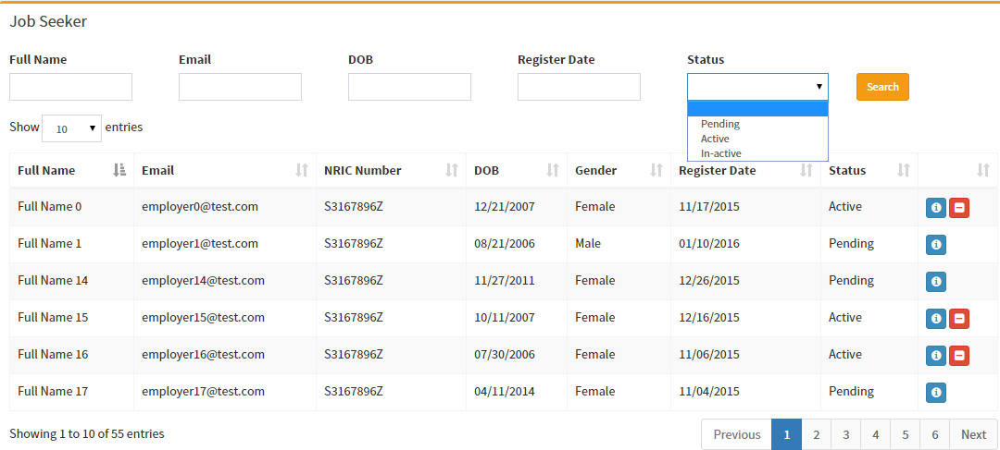 Job Seeker
Full Name Email DOB Register Date Status
Search
Show 10 entries
Pending
Active
In-active
Full Name Email NRIC Number DOB Gender Register Date Status
Full Name 0 employer0@test.com S3167896Z 12/21/2007 Female 11/17/2015 Active
Full Name 1 employer1@test.com S3167896Z 08/21/2006 Male 01/10/2016 Pending
Full Name 14 employer14@test.com S3167896Z 11/27/2011 Female 12/26/2015 Pending
Full Name 15 employer15@test.com S3167896Z 10/11/2007 Female 12/16/2015 Active
Full Name 16 employer16@test.com S3167896Z 07/30/2006 Female 11/06/2015 Active
Full Name 17 employer17@test.com S3167896Z 04/11/2014 Female 11/04/2015 Pending
Showing 1 to 10 of 55 entries Previous 1 2 3 4 5 6 Next